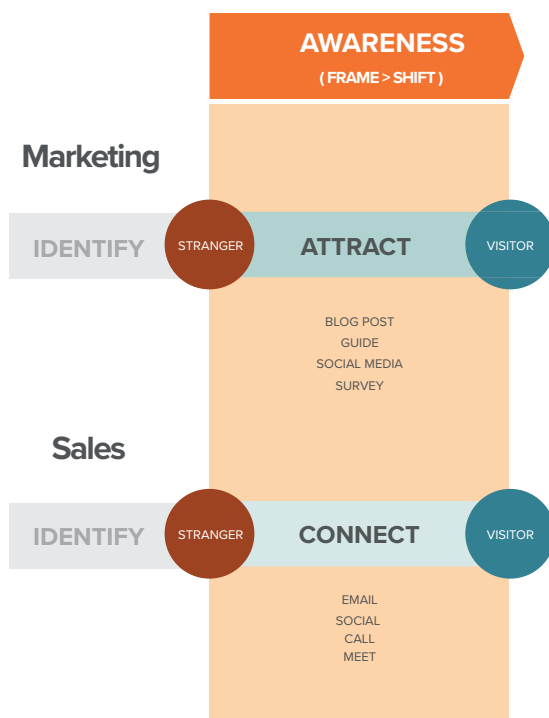 AWARENESS
( FRAME > SHIFT )
Marketing
IDENTIFY STRANGER ATTRACT VISITOR
BLOG POST
GUIDE
SOCIAL MEDIA
SURVEY
Sales
IDENTIFY STRANGER CONNECT VISITOR
EMAIL
SOCIAL
CALL
MEET